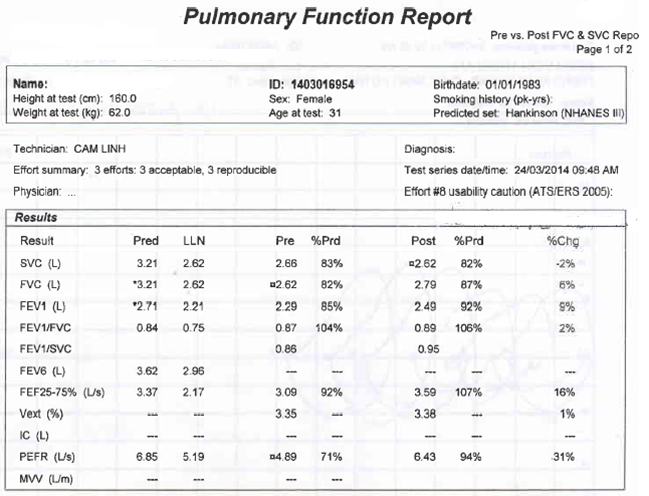 Pulmonary Function Report
Pre vs. Post FVC & SVC Repo
Page 1 of 2
Name: ID: 1403016954 Birthdate: 01/01/1983
Height at test (cm): 160.0 Sex: Female Smoking history (pk-yrs):
Weight at test (kg): 62.0 Age at test: 31 Predicted set: Hankinson (NHANES III)
Technician: CAM LINH Diagnosis:
Effort summary: 3 efforts: 3 acceptable, 3 reproducible Test series date/time: 24/03/2014 09:48 AM
Physician: ... Effort #8 usability caution (ATS/ERS 2005):
Results
Result Pred LLN Pre %Prd Post %Prd %Chg
SVC (L) 3.21 2.62 2.66 83% ¤2.62 82% -2%
FVC (L) *3.21 2.62 ¤2.62 82% 2.79 87% 6%
FEV1 (L) *2.71 2.21 2.29 85% 2.49 92% 9%
FEV1/FVC 0.84 0.75 0.87 104% 0.89 106% 2%
FEV1/SVC 0.86 0.95
FEV6 (L) 3.62 2.96 --- --- --- --- ---
FEF25-75% (L/s) 3.37 2.17 3.09 92% 3.59 107% 16%
Vext (%) --- --- 3.35 --- 3.38 --- 1%
IC (L) --- --- --- --- --- --- ---
PEFR (L/s) 6.85 5.19 ¤4.89 71% 6.43 94% 31%
MVV (L/m) --- ---